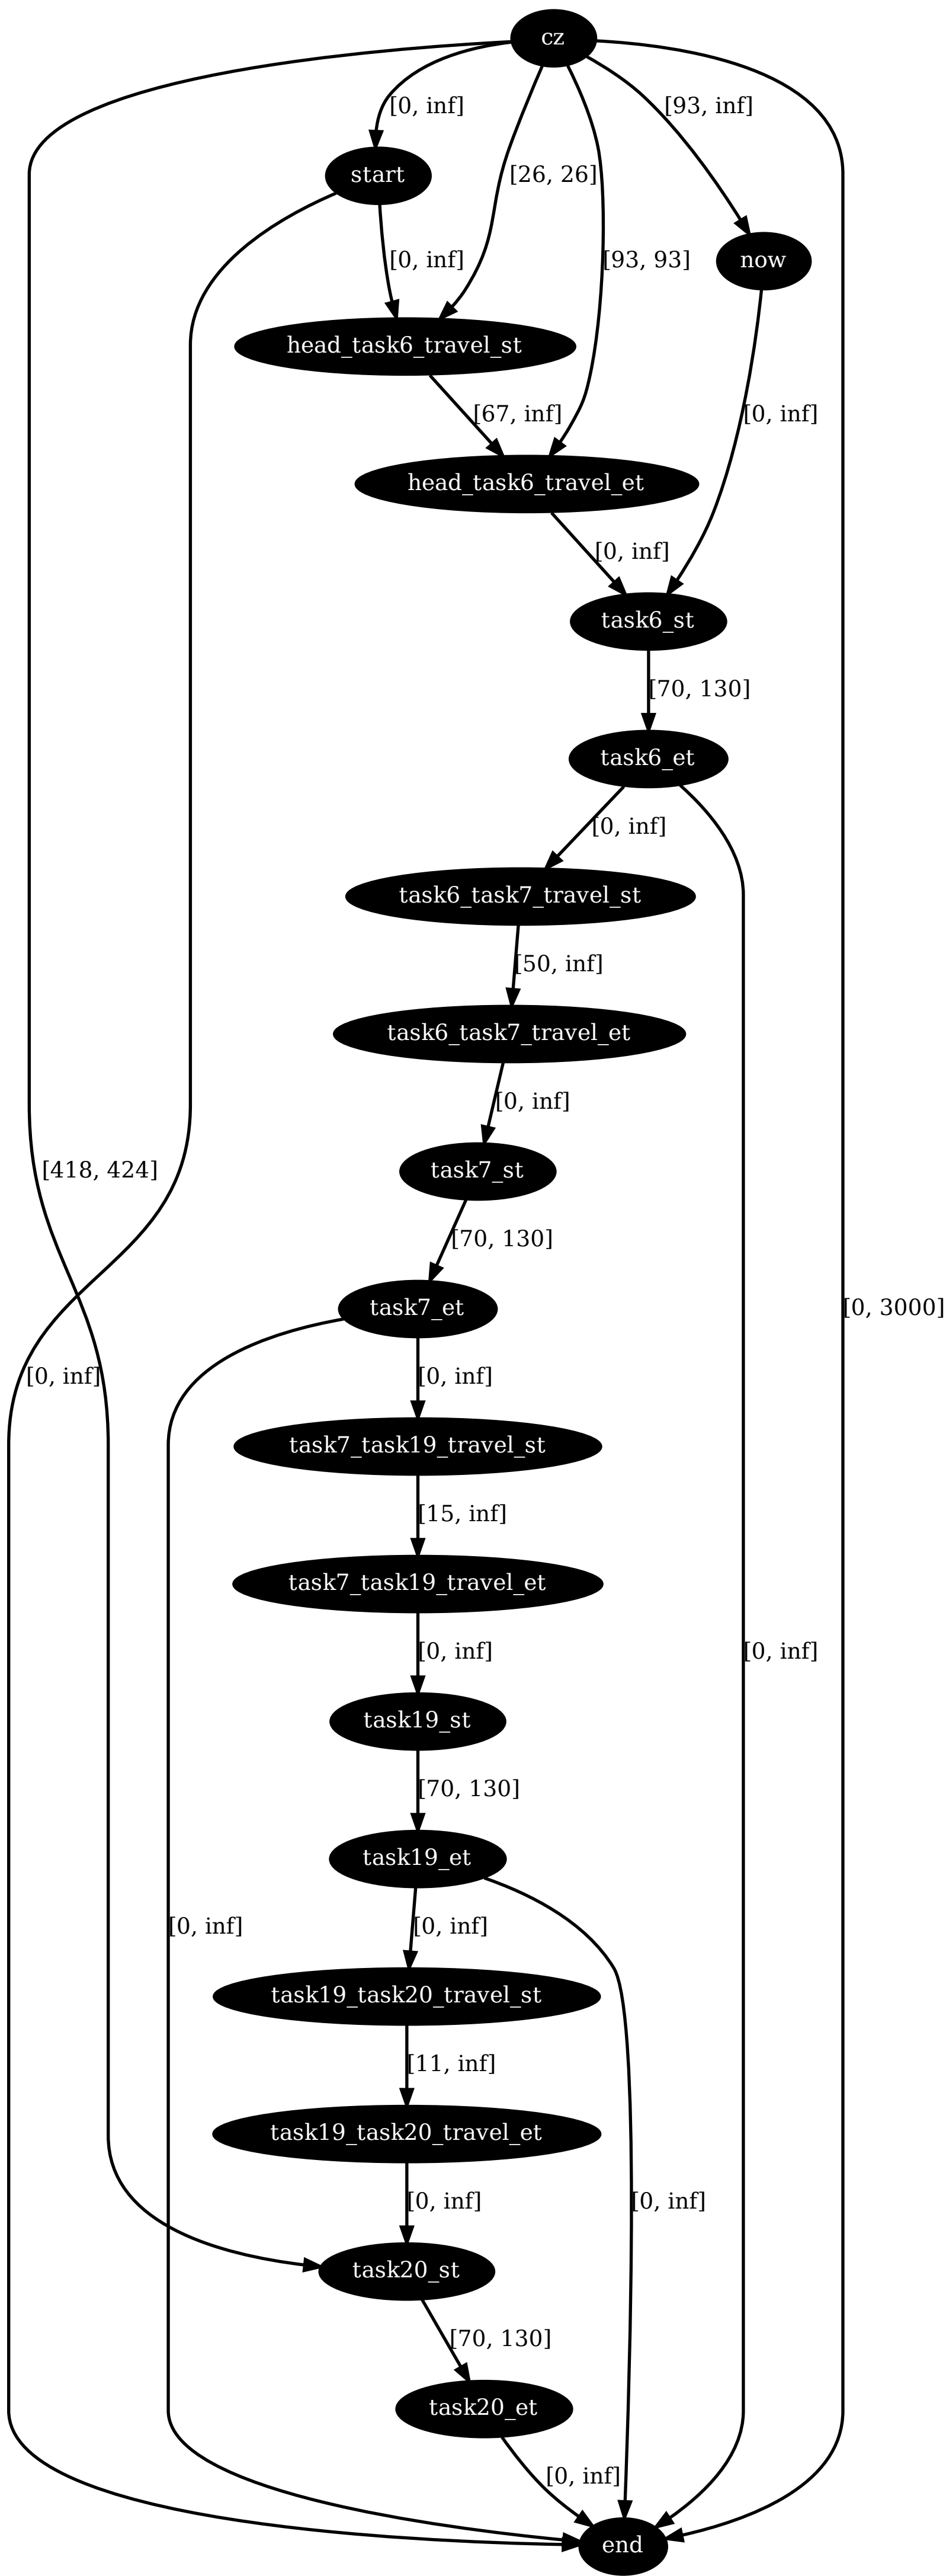 cz
[0, inf]
[93, inf]
start
[26, 26]
[0, inf]
[93, 93]
now
head_task6_travel_st
[67, inf]
[0, inf]
head_task6_travel_et
[0, inf]
task6_st
[70, 130]
task6_et
[0, inf]
task6_task7_travel_st
[50, inf]
task6_task7_travel_et
[0, inf]
[418, 424]
task7_st
[70, 130]
task7_et
[0, 3000]
[0, inf]
[0, inf]
task7_task19_travel_st
[15, inf]
task7_task19_travel_et
[0, inf]
[0, inf]
task19_st
[70, 130]
task19_et
[0, inf]
[0, inf]
task19_task20_travel_st
[11, inf]
task19_task20_travel_et
[0, inf]
[0, inf]
task20_st
[70, 130]
task20_et
[0, inf]
end